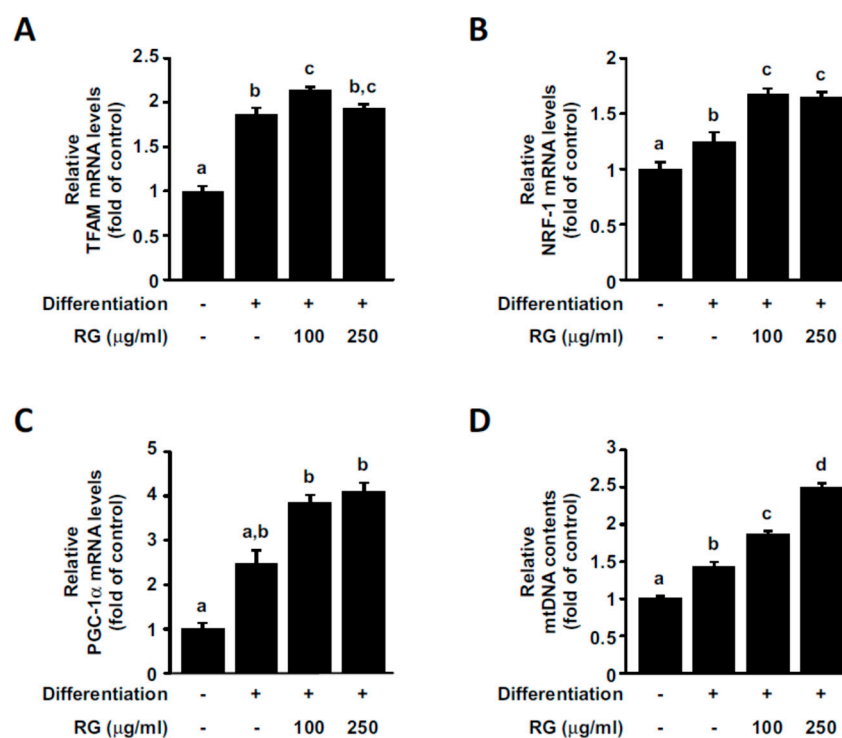 A
Relative
TFAM mRNA levels
(fold of control)
2.5
2
1.5
1
0.5
0
a
b
c
b,c
Differentiation - + + +
RG (μg/ml) - - 100 250
B
Relative
NRF-1 mRNA levels
(fold of control)
2
1.5
1
0.5
0
a
b
c
c
Differentiation - + + +
RG (μg/ml) - - 100 250
C
Relative
PGC-1α mRNA levels
(fold of control)
5
4
3
2
1
0
a
a,b
b
b
Differentiation - + + +
RG (μg/ml) - - 100 250
D
Relative
mtDNA contents
(fold of control)
3
2.5
2
1.5
1
0.5
0
a
b
c
d
Differentiation - + + +
RG (μg/ml) - - 100 250